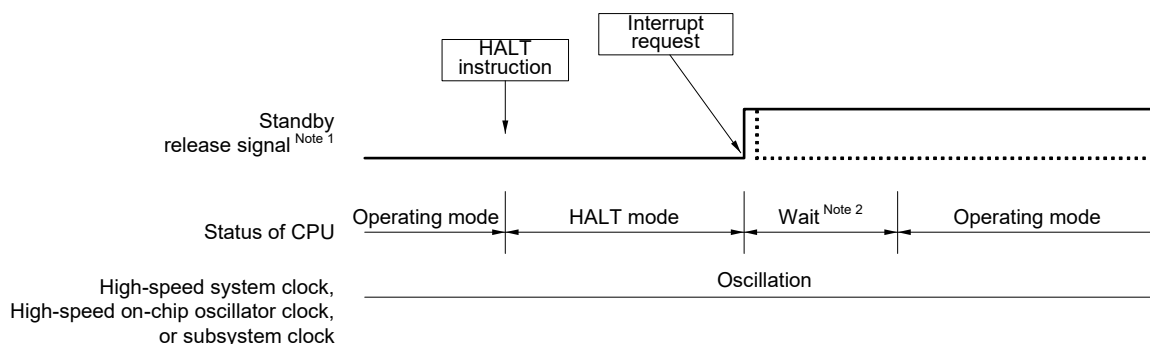 HALT
instruction
Interrupt
request
Standby
release signal Note 1
Status of CPU
Operating mode
HALT mode
Wait Note 2
Operating mode
High-speed system clock,
High-speed on-chip oscillator clock,
or subsystem clock
Oscillation